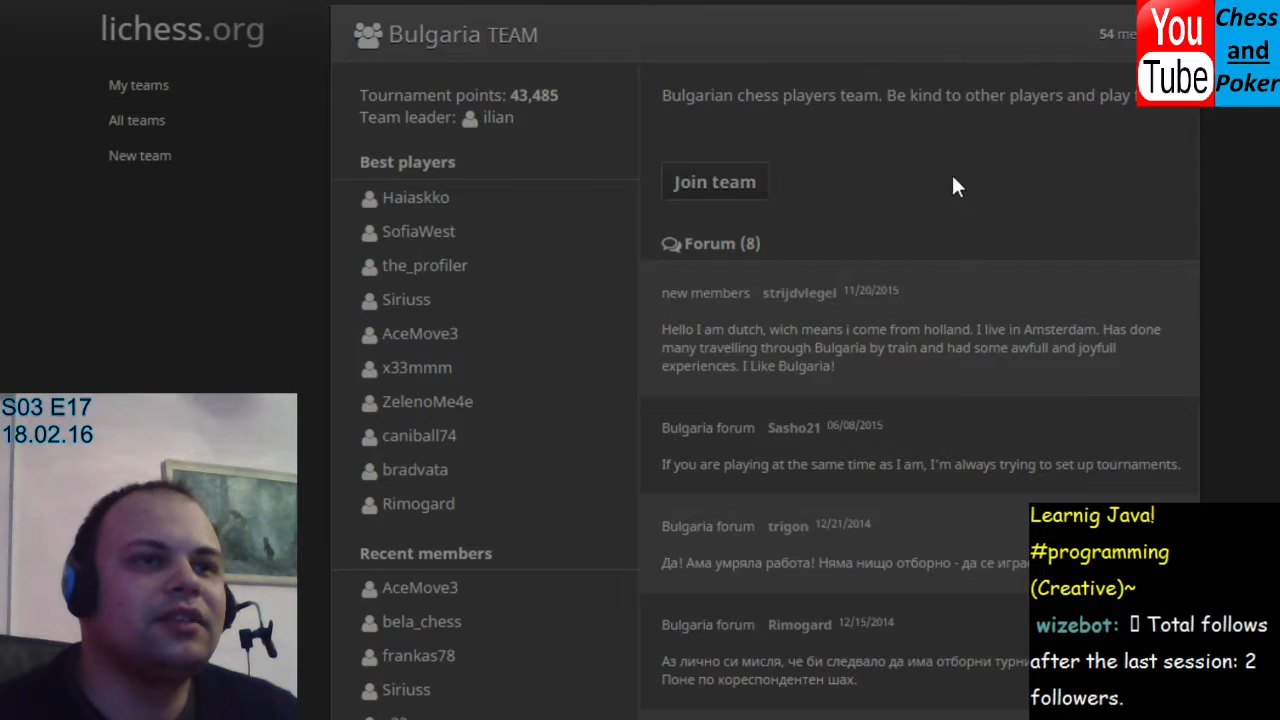 lichess.org
My teams
All teams
New team
Bulgaria TEAM
54 me
Tournament points: 43,485
Team leader: ilian
Best players
Haiaskko
SofiaWest
the_profiler
Siriuss
AceMove3
x33mmm
ZelenoMe4e
caniball74
bradvata
Rimogard
Recent members
AceMove3
bela_chess
frankas78
Siriuss
Bulgarian chess players team. Be kind to other players and play
Join team
Forum (8)
new members strijdvlegel 11/20/2015
Hello I am dutch, wich means i come from holland. I live in Amsterdam. Has done
many travelling through Bulgaria by train and had some awfull and joyfull
experiences. I Like Bulgaria!
Bulgaria forum Sasho21 06/08/2015
If you are playing at the same time as I am, I'm always trying to set up tournaments.
Bulgaria forum trigon 12/21/2014
Да! Ама умряла работа! Няма нищо отборно - да се игра
Bulgaria forum Rimogard 12/15/2014
Аз лично си мисля, че би следвало да има отборни турни
Поне по кореспондентен шах.
You
Tube
Chess
and
Poker
S03 E17
18.02.16
Learnig Java!
#programming
(Creative)~
wizebot: Total follows
after the last session: 2
followers.